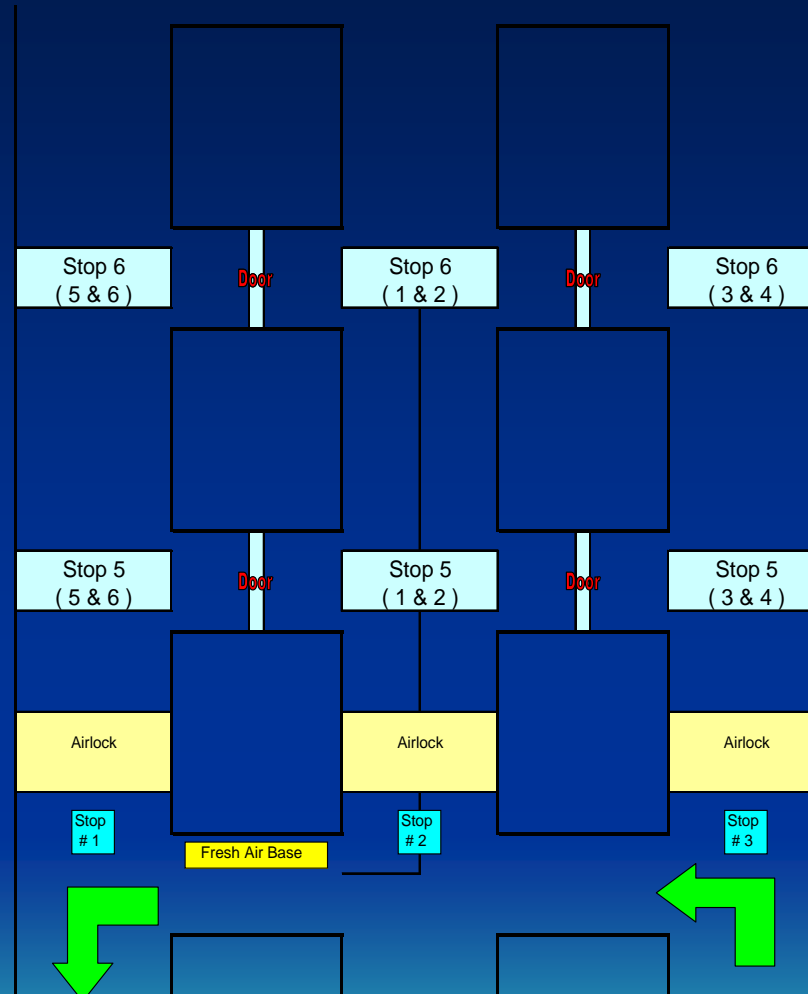 Stop 6
( 5 & 6 )
Door
Stop 6
( 1 & 2 )
Door
Stop 6
( 3 & 4 )
Stop 5
( 5 & 6 )
Door
Stop 5
( 1 & 2 )
Door
Stop 5
( 3 & 4 )
Airlock
Airlock
Airlock
Stop
# 1
Stop
# 2
Stop
# 3
Fresh Air Base